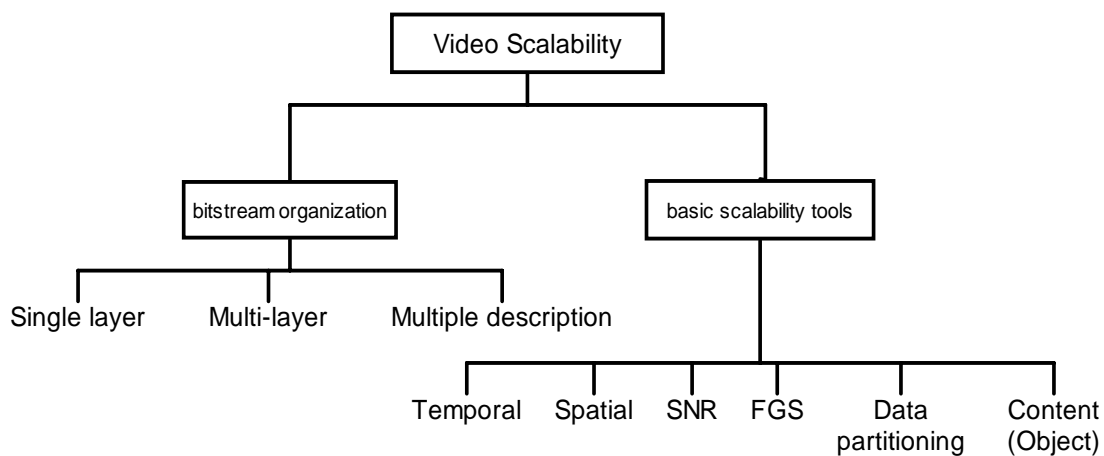 Video Scalability
bitstream organization
basic scalability tools
Single layer
Multi-layer
Multiple description
Temporal
Spatial
SNR
FGS
Data
partitioning
Content
(Object)